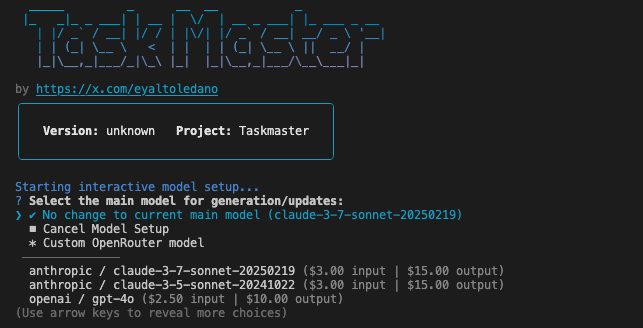 Task Master
by https://x.com/eyaltoledano
Version: unknown   Project: Taskmaster
Starting interactive model setup...
? Select the main model for generation/updates:
❯ ✔ No change to current main model (claude-3-7-sonnet-20250219)
■ Cancel Model Setup
* Custom OpenRouter model
──────────────
anthropic / claude-3-7-sonnet-20250219 ($3.00 input | $15.00 output)
anthropic / claude-3-5-sonnet-20241022 ($3.00 input | $15.00 output)
openai / gpt-4o ($2.50 input | $10.00 output)
(Use arrow keys to reveal more choices)